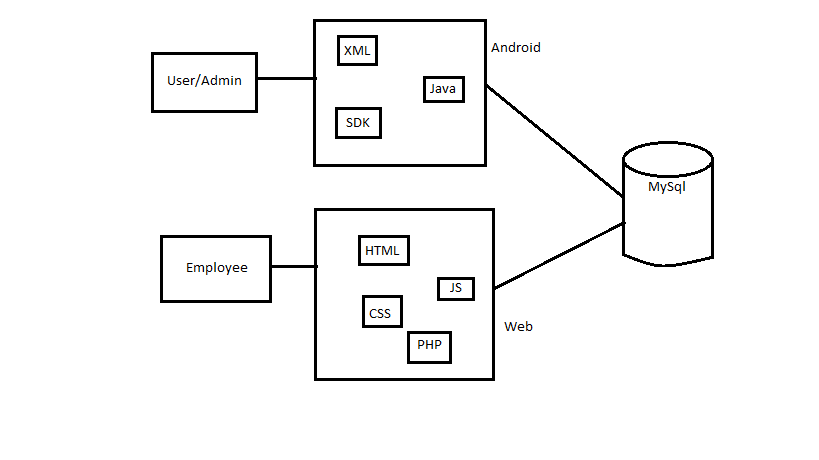 Android
XML
User/Admin
Java
SDK
MySql
HTML
Employee
JS
CSS
Web
PHP